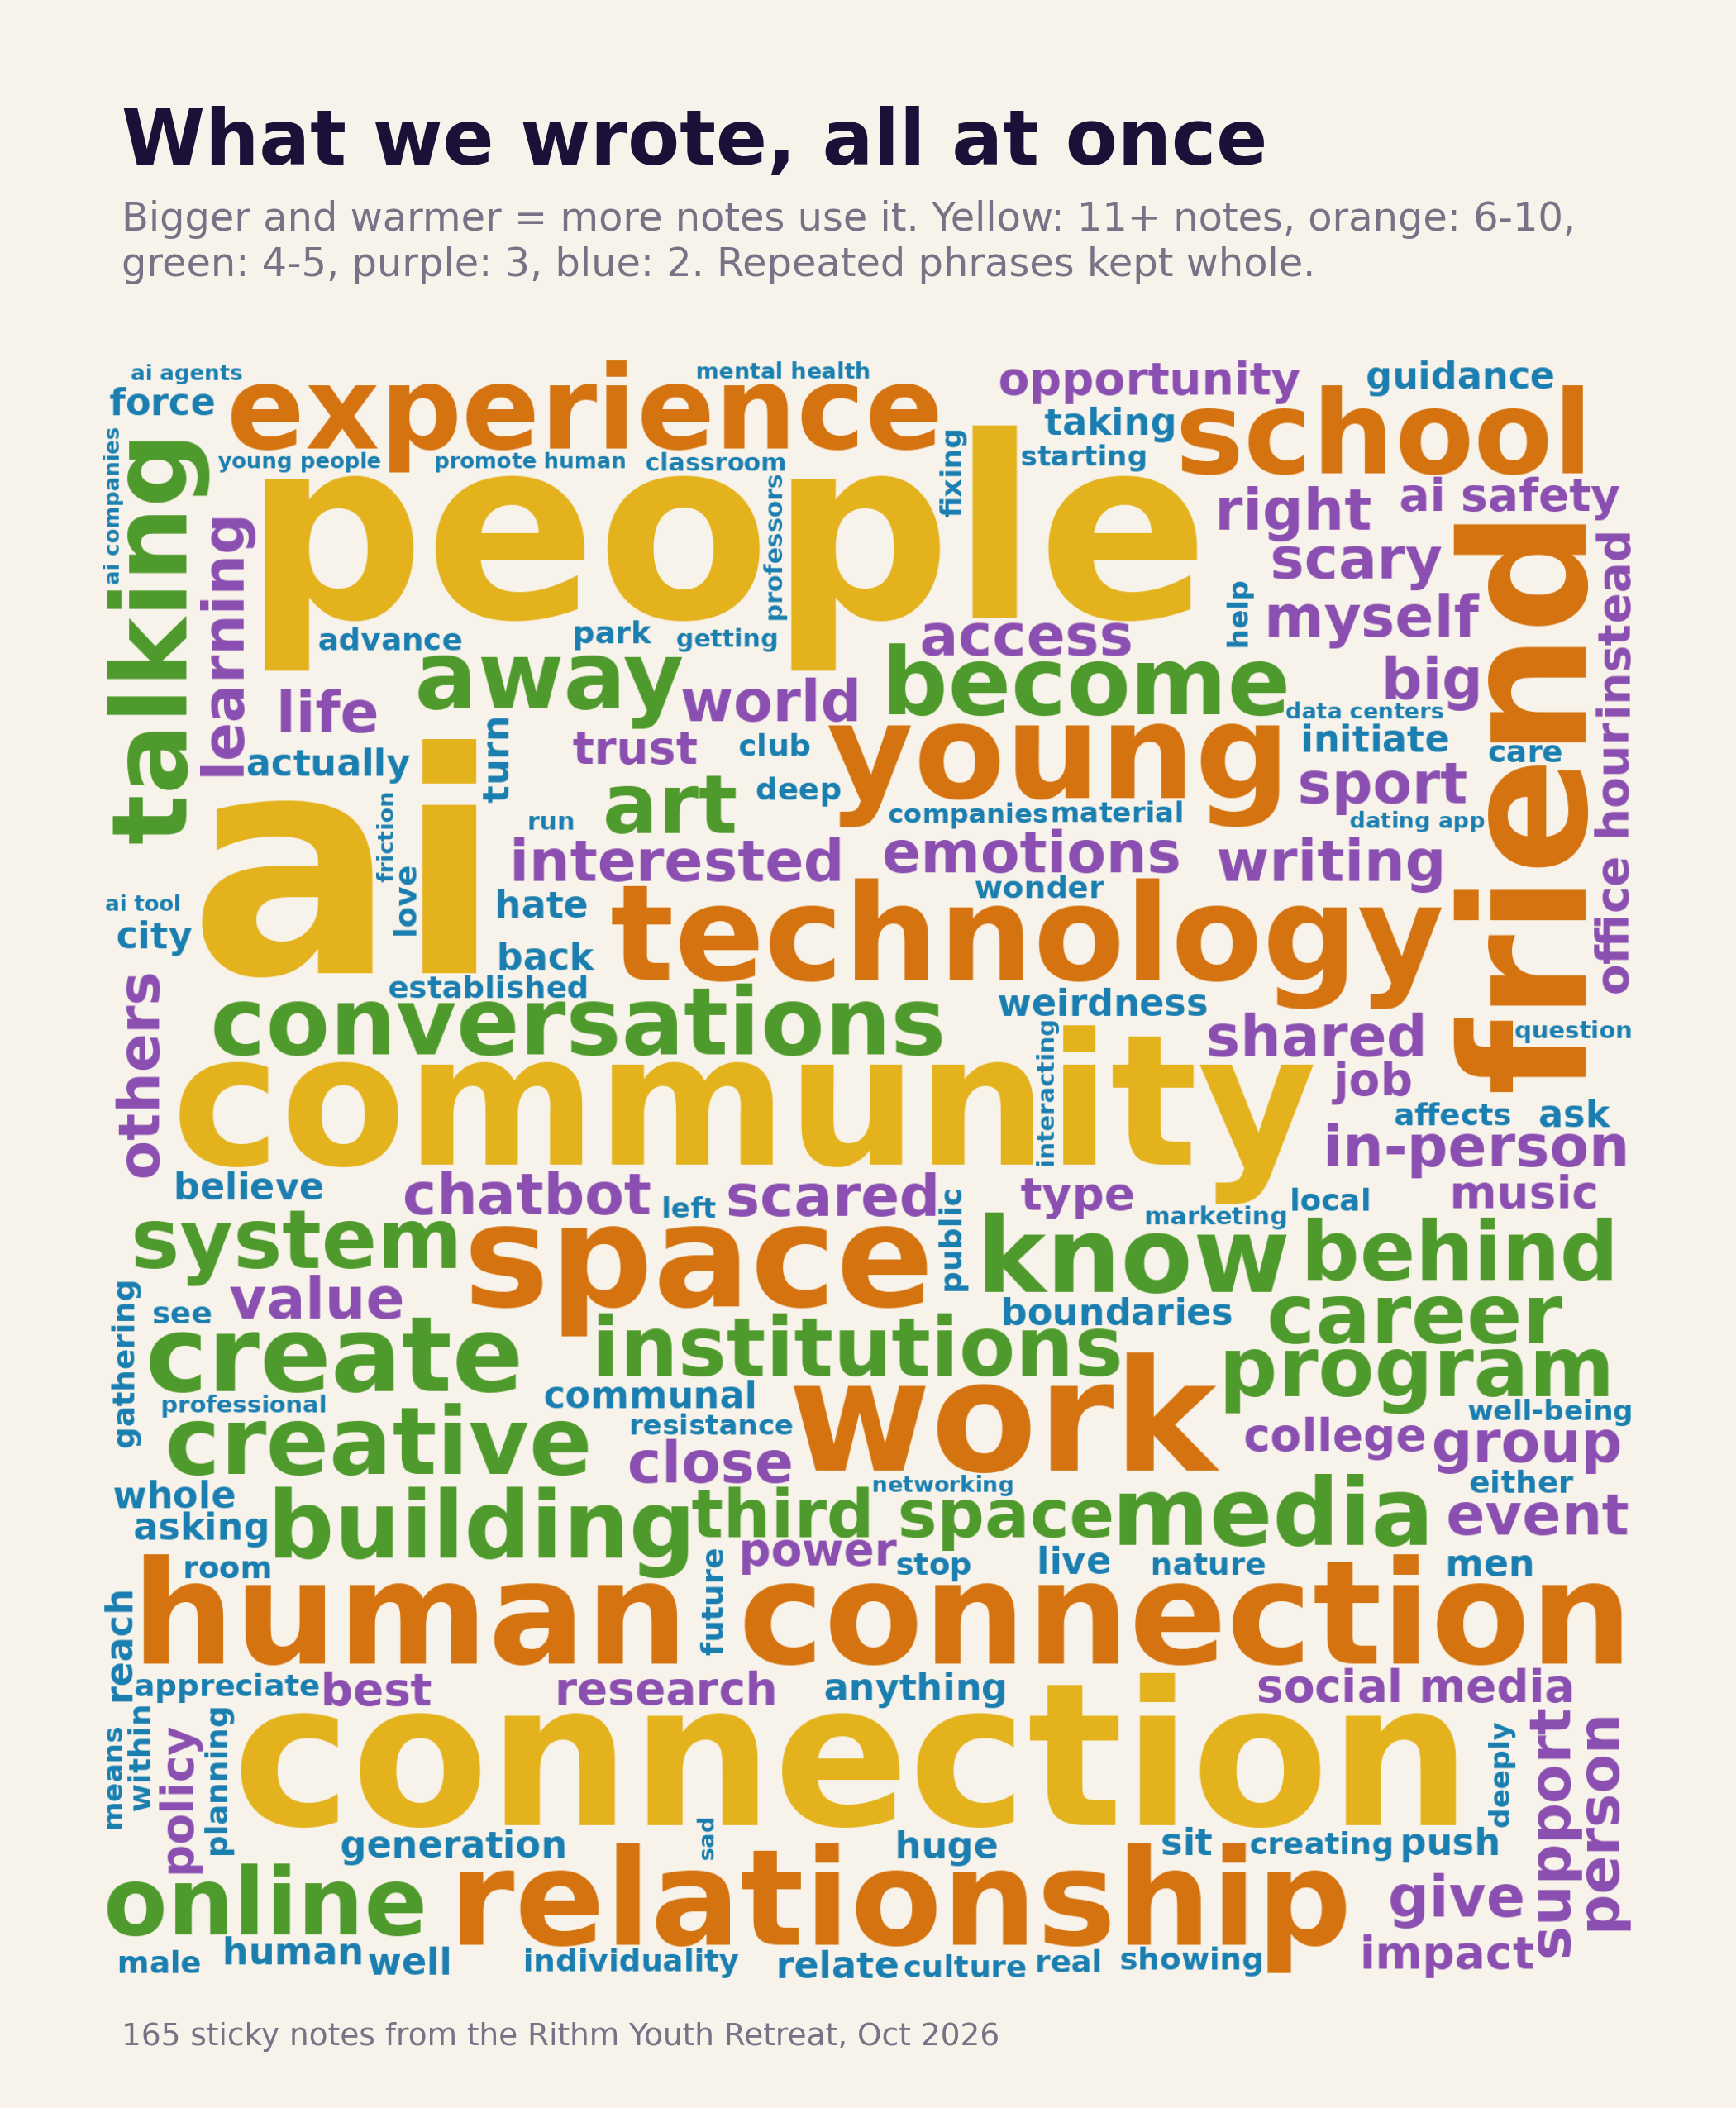 What we wrote, all at once
Bigger and warmer = more notes use it. Yellow: 11+ notes, orange: 6-10,
green: 4-5, purple: 3, blue: 2. Repeated phrases kept whole.
ai agents
mental health
opportunity
guidance
force
experience
taking
school
ai companies
talking
young people
promote human
classroom
fixing
starting
people
professors
right
ai safety
learning
scary
friend
office hour
instead
help
myself
advance
park
getting
access
away
become
big
life
world
data centers
turn
trust
club
young
initiate
care
actually
ai
art
deep
sport
friction
run
companies
material
dating app
love
interested
emotions
writing
hate
technology
wonder
ai tool
city
back
established
others
conversations
weirdness
shared
question
community
interacting
job
affects
ask
in-person
believe
chatbot
left
scared
type
local
music
system
space
public
marketing
know
behind
gathering
see
value
boundaries
career
create
institutions
program
professional
communal
work
creative
resistance
close
college
well-being
group
whole
networking
either
asking
building
third space
media
event
room
future
power
stop
live
nature
men
reach
human connection
appreciate
best
research
anything
social media
means
within
policy
planning
connection
deeply
support
person
sad
generation
huge
sit
creating
push
online
relationship
give
male
human
well
individuality
relate
culture
real
showing
impact
165 sticky notes from the Rithm Youth Retreat, Oct 2026